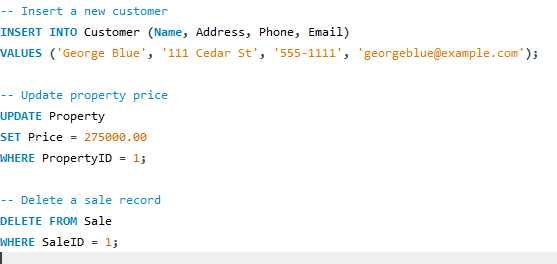 -- Insert a new customer
INSERT INTO Customer (Name, Address, Phone, Email)
VALUES ('George Blue', '111 Cedar St', '555-1111', 'georgeblue@example.com');
-- Update property price
UPDATE Property
SET Price = 275000.00
WHERE PropertyID = 1;
-- Delete a sale record
DELETE FROM Sale
WHERE SaleID = 1;